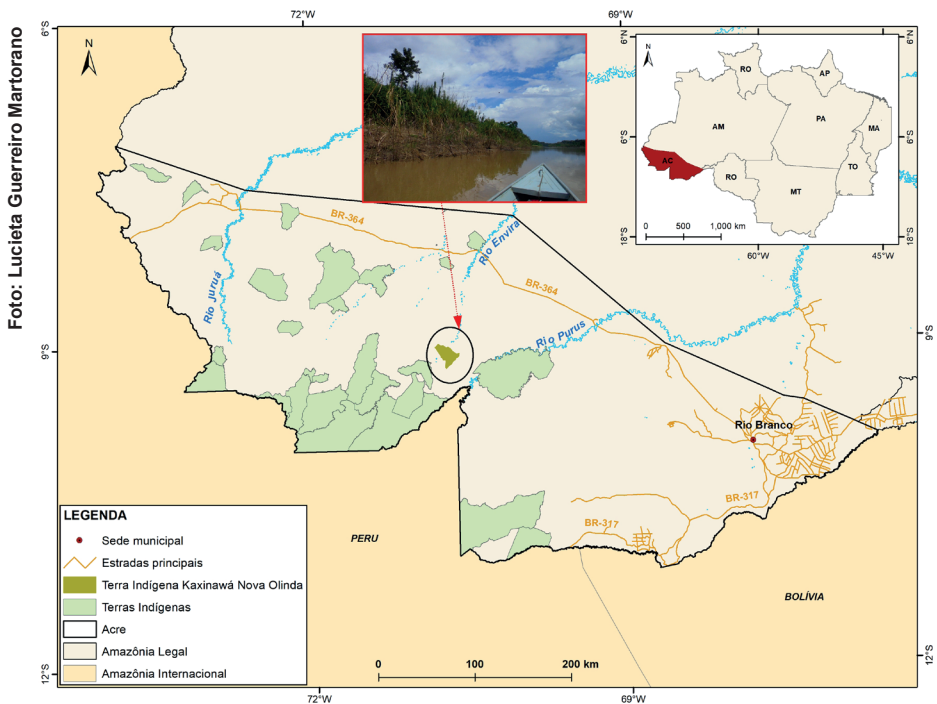 Foto: Lucieta Guerreiro Martorano
72°W
69°W
6°S
6°N
N
N
RO
AP
AM
PA
MA
AC
RO
TO
MT
6°S
18°S
0 500 1,000 km
60°W
45°W
BR-364
Rio Envira
Rio juruá
BR-364
Rio Purus
9°S
9°S
Rio Branco
BR-317
BR-317
PERU
BOLÍVIA
LEGENDA
Sede municipal
Estradas principais
Terra Indígena Kaxinawá Nova Olinda
Terras Indígenas
Acre
Amazônia Legal
Amazônia Internacional
0 100 200 km
12°S
12°S
72°W
69°W